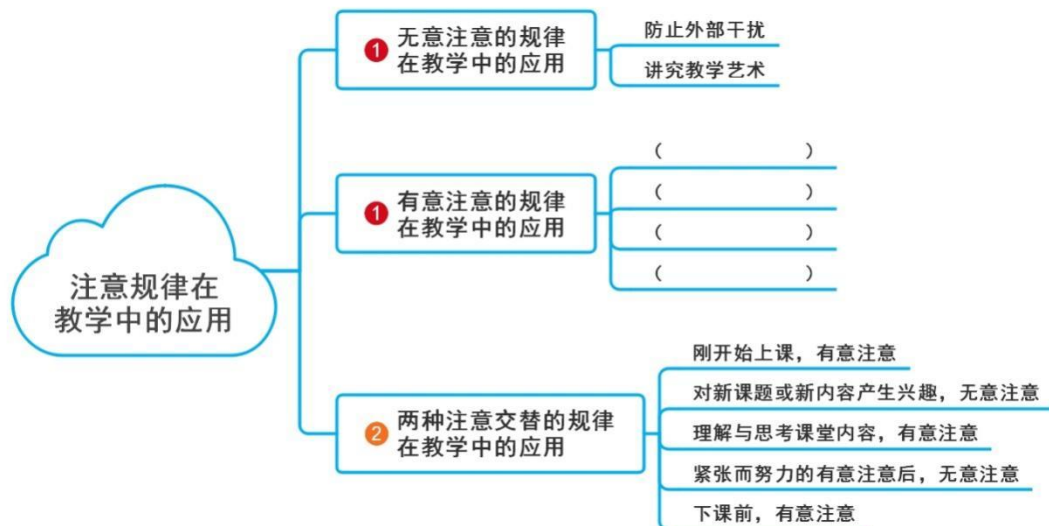 注意规律在
教学中的应用
1 无意注意的规律
在教学中的应用
防止外部干扰
讲究教学艺术
1 有意注意的规律
在教学中的应用
（ ）
（ ）
（ ）
（ ）
2 两种注意交替的规律
在教学中的应用
刚开始上课，有意注意
对新课题或新内容产生兴趣，无意注意
理解与思考课堂内容，有意注意
紧张而努力的有意注意后，无意注意
下课前，有意注意